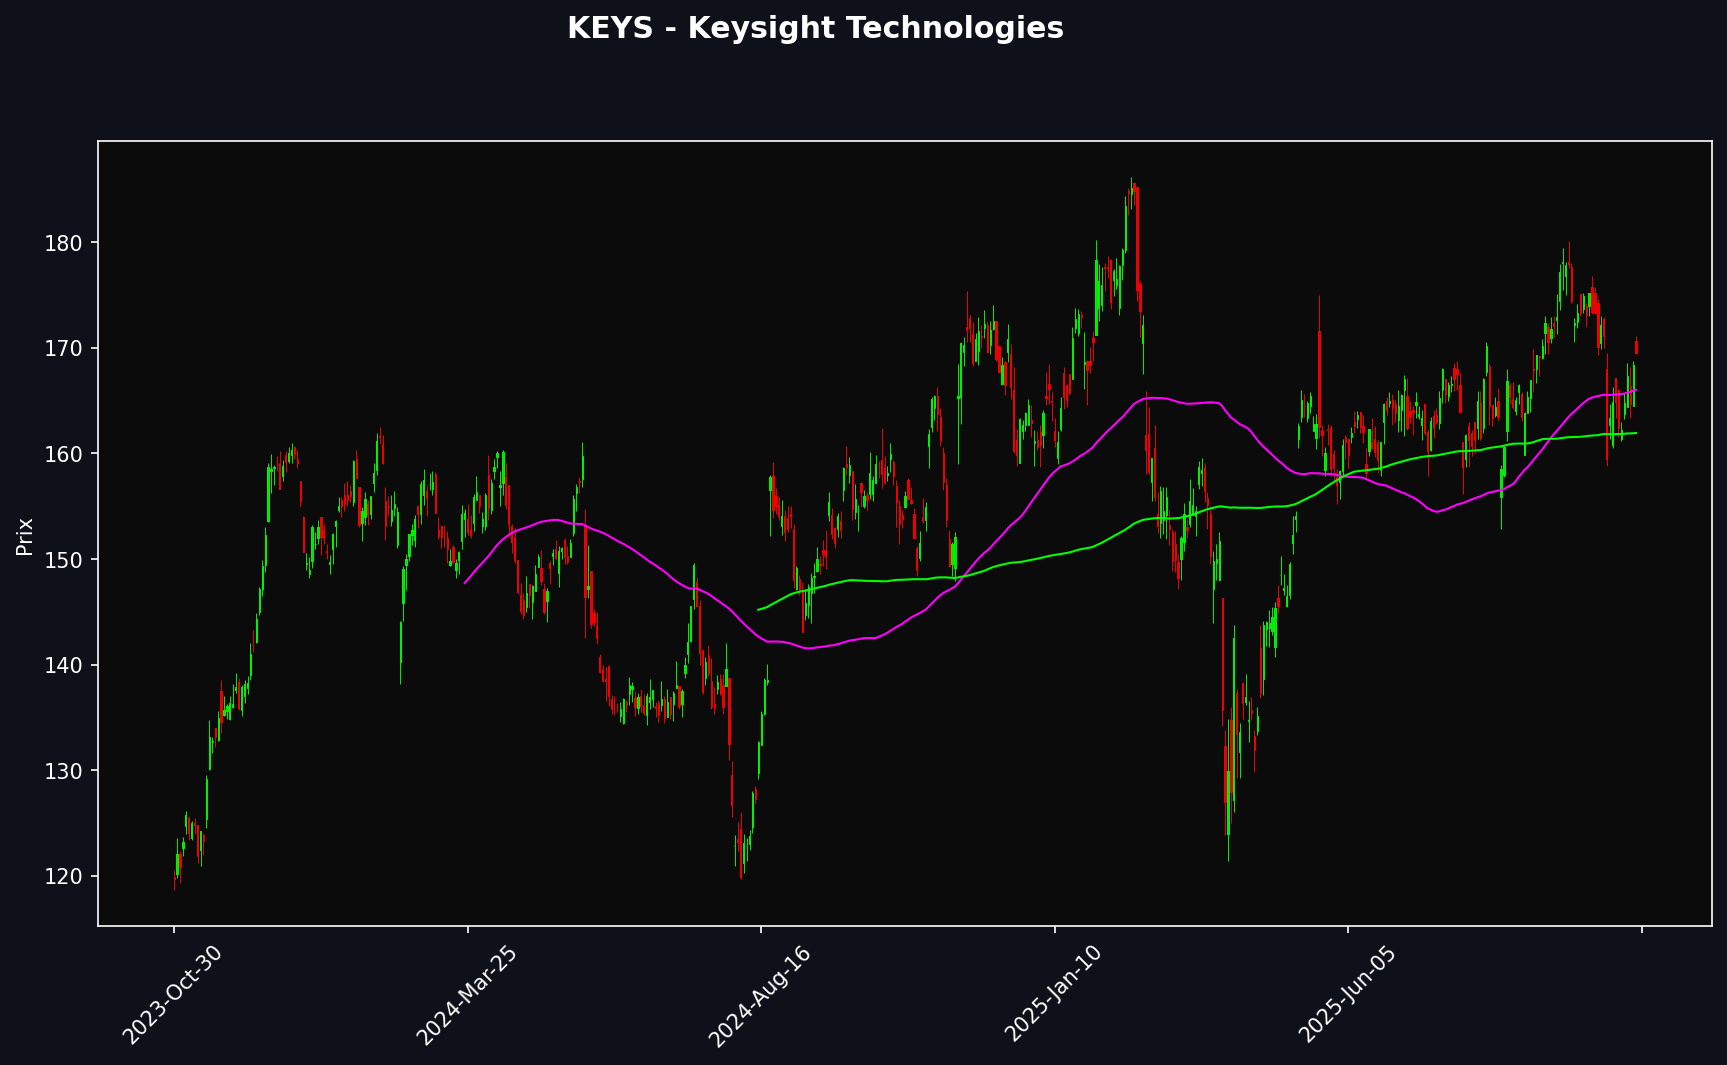 KEYS - Keysight Technologies
Prix
180
170
160
150
140
130
120
2023-Oct-30
2024-Mar-25
2024-Aug-16
2025-Jan-10
2025-Jun-05